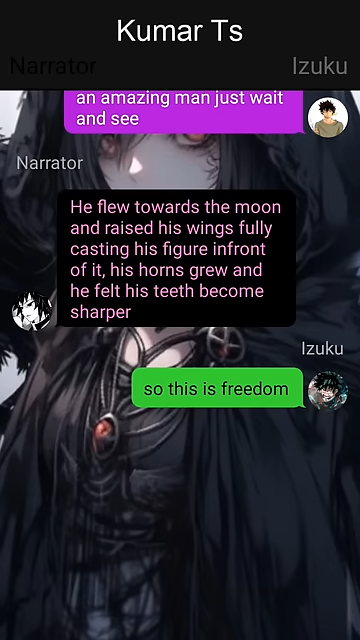 Kumar Ts
Narrator
Izuku
an amazing man just wait
and see
Narrator
He flew towards the moon
and raised his wings fully
casting his figure infront
of it, his horns grew and
he felt his teeth become
sharper
Izuku
so this is freedom